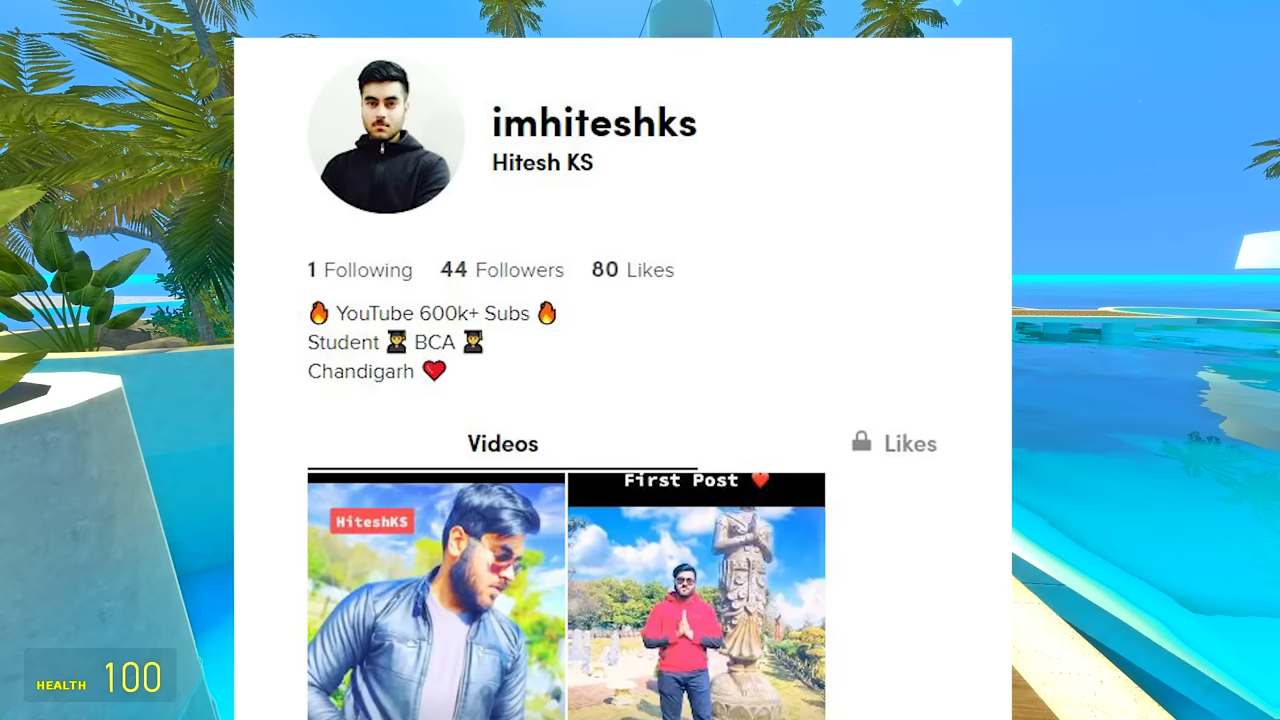 imhiteshks
Hitesh KS
1 Following 44 Followers 80 Likes
🔥 YouTube 600k+ Subs 🔥
Student 👨‍🎓 BCA 👨‍🎓
Chandigarh ❤️
Videos
Likes
HiteshKS
First Post ❤️
HEALTH 100